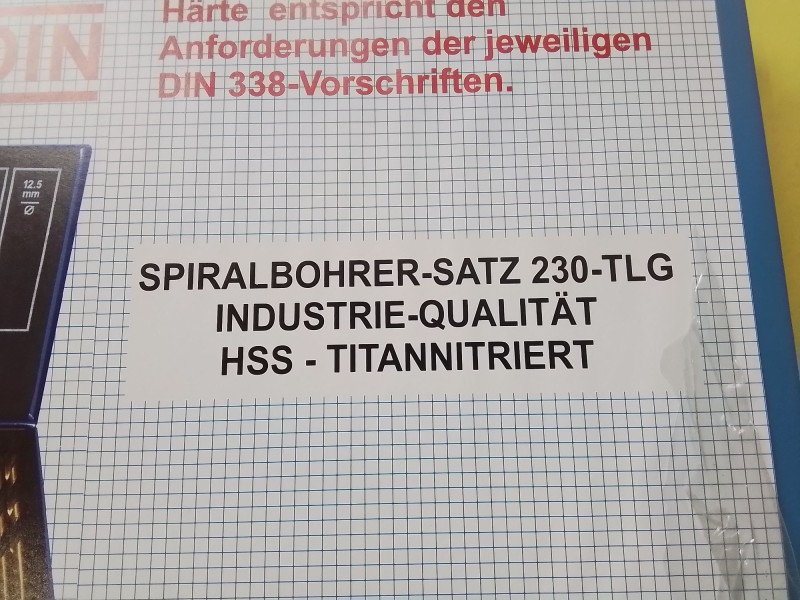 Härte entspricht den
Anforderungen der jeweiligen
DIN 338-Vorschriften.
DIN
12.5
mm
Ø
SPIRALBOHRER-SATZ 230-TLG
INDUSTRIE-QUALITÄT
HSS - TITANNITRIERT